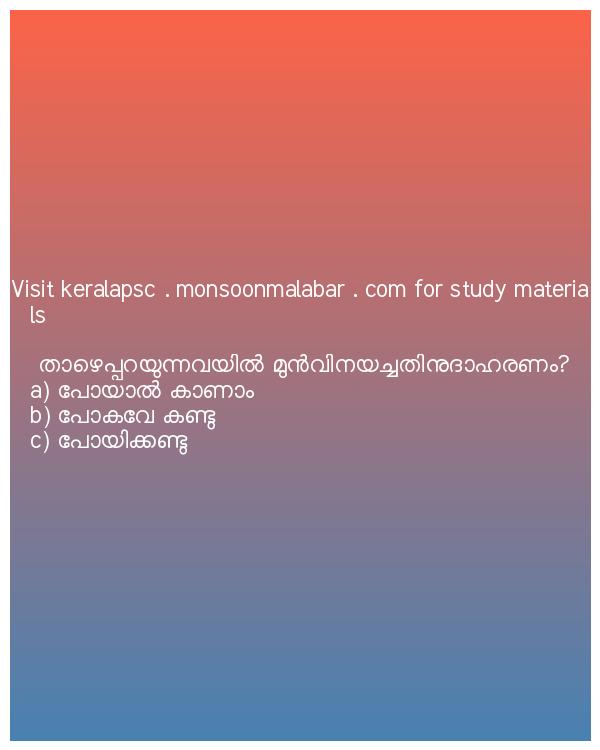 Visit keralapsc . monsoonmalabar . com for study materia
ls
താഴെപ്പറയുന്നവയിൽ മുൻവിനയച്ചതിനുദാഹരണം?
a) പോയാൽ കാണാം
b) പോകവേ കണ്ടു
c) പോയിക്കണ്ടു